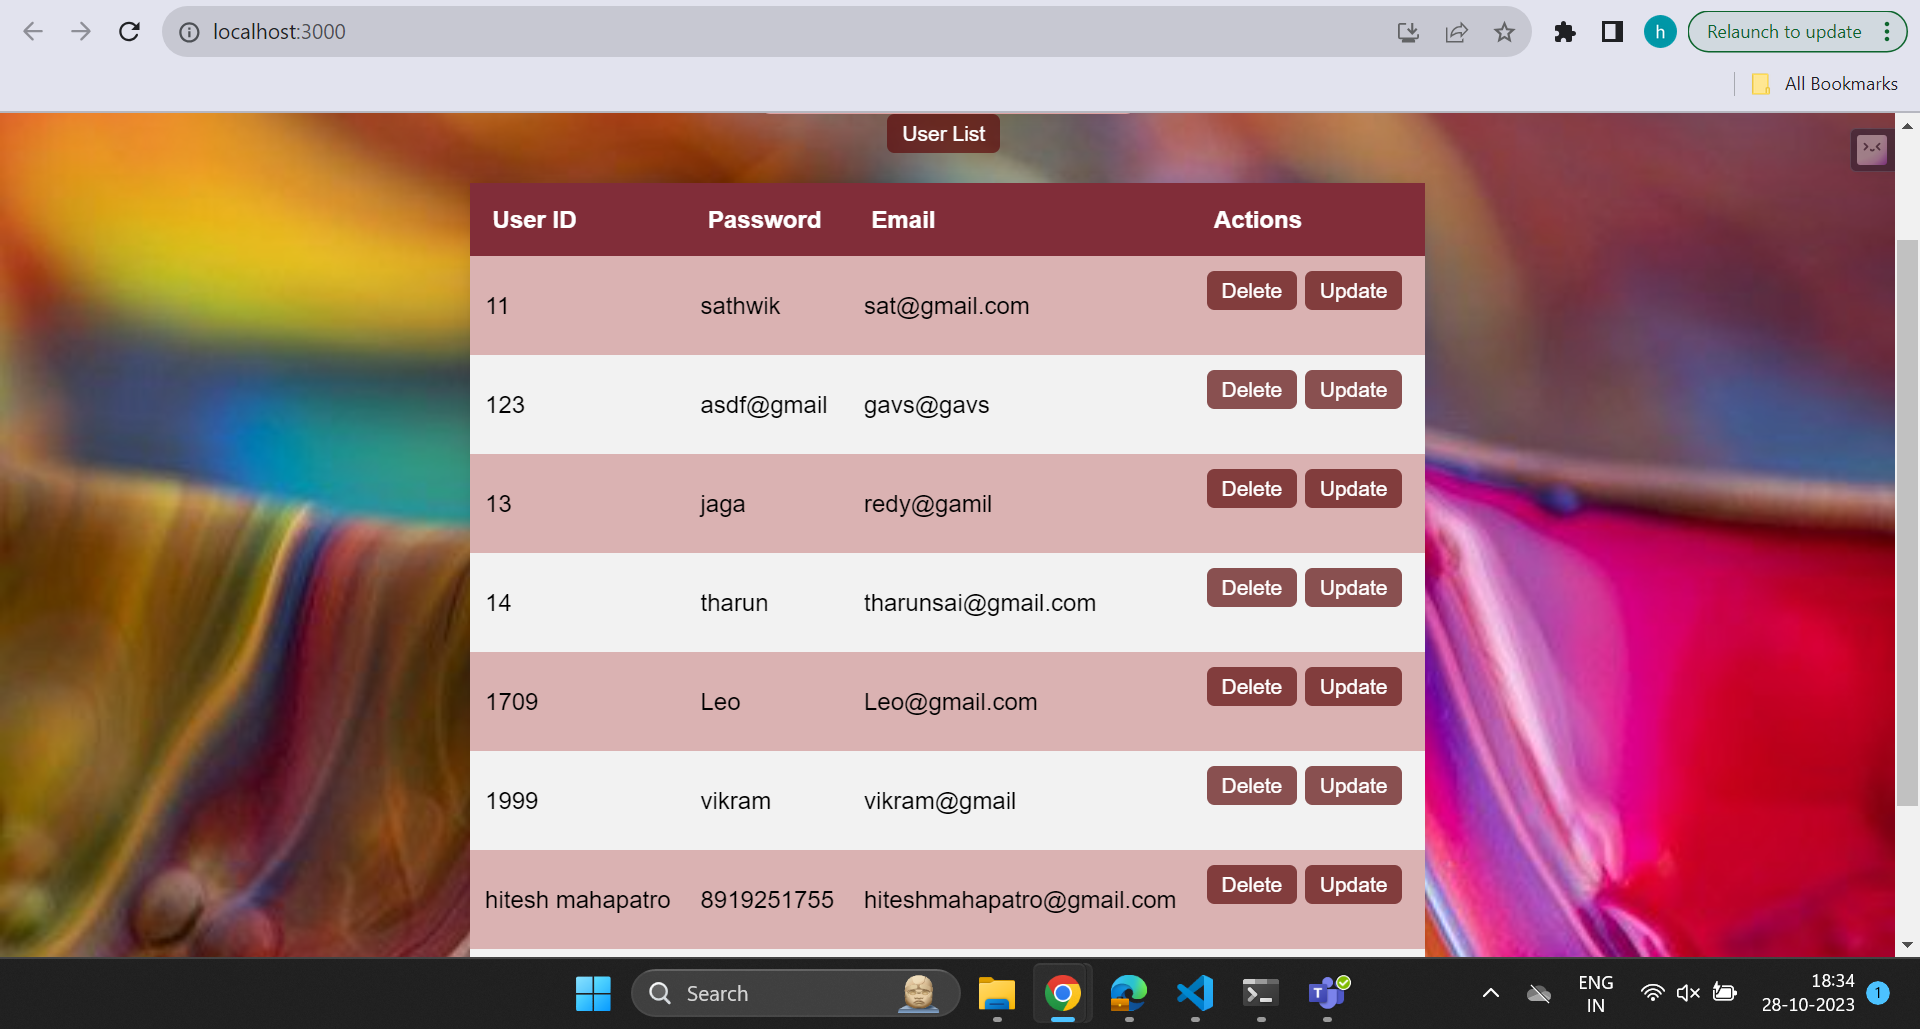 localhost:3000
h
Relaunch to update
All Bookmarks
User List
User ID Password Email Actions
11 sathwik sat@gmail.com Delete Update
123 asdf@gmail gavs@gavs Delete Update
13 jaga redy@gamil Delete Update
14 tharun tharunsai@gmail.com Delete Update
1709 Leo Leo@gmail.com Delete Update
1999 vikram vikram@gmail Delete Update
hitesh mahapatro 8919251755 hiteshmahapatro@gmail.com Delete Update
Search
T
ENG
IN
18:34
28-10-2023
1